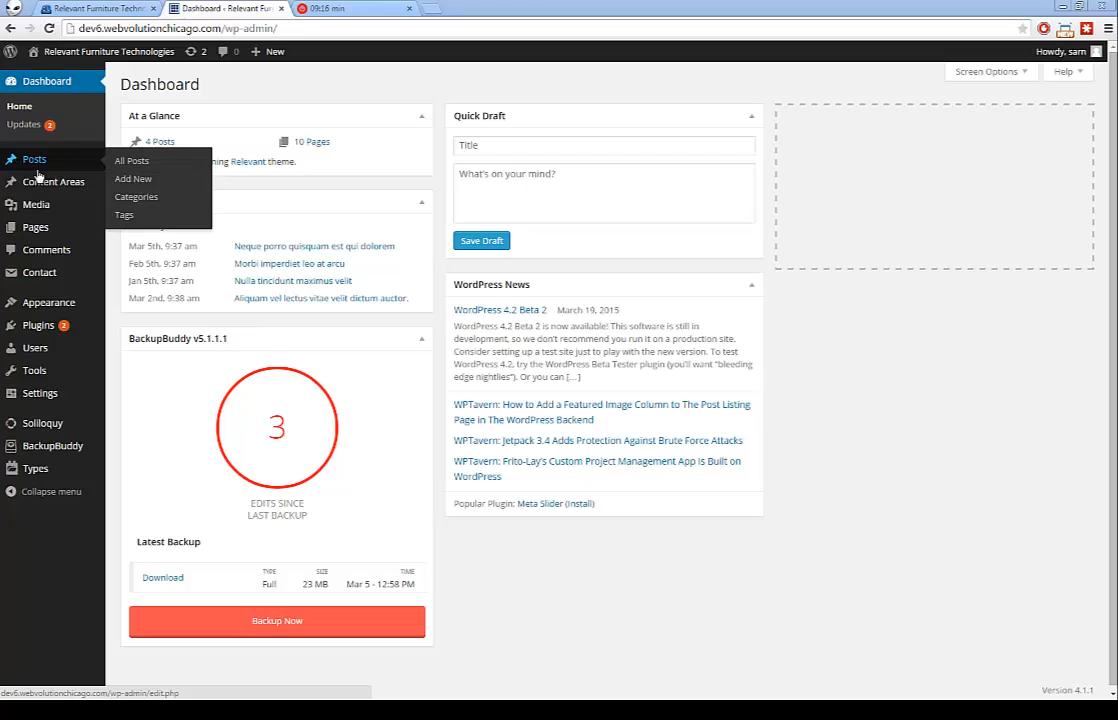 Relevant Furniture Techn
Dashboard ‹ Relevant Fur
09:16 min
dev6.webvolutionchicago.com/wp-admin/
Relevant Furniture Technologies
2
0
+ New
Howdy, sarn
Dashboard
Home
Updates 2
Posts
Content Areas
Media
Pages
Comments
Contact
Appearance
Plugins 2
Users
Tools
Settings
Soliloquy
BackupBuddy
Types
Collapse menu
All Posts
Add New
Categories
Tags
Dashboard
Screen Options
Help
At a Glance
4 Posts
10 Pages
Relevant theme.
Mar 5th, 9:37 am Neque porro quisquam est qui dolorem
Feb 5th, 9:37 am Morbi imperdiet leo at arcu
Jan 5th, 9:37 am Nulla tincidunt maximus velit
Mar 2nd, 9:38 am Aliquam vel lectus vitae velit dictum auctor.
BackupBuddy v5.1.1.1
3
EDITS SINCE
LAST BACKUP
Latest Backup
TYPE SIZE TIME
Download Full 23 MB Mar 5 - 12:58 PM
Backup Now
Quick Draft
Title
What's on your mind?
Save Draft
WordPress News
WordPress 4.2 Beta 2 March 19, 2015
WordPress 4.2 Beta 2 is now available! This software is still in
development, so we don't recommend you run it on a production site.
Consider setting up a test site just to play with the new version. To test
WordPress 4.2, try the WordPress Beta Tester plugin (you'll want "bleeding
edge nightlies"). Or you can [...]
WPTavern: How to Add a Featured Image Column to The Post Listing
Page in The WordPress Backend
WPTavern: Jetpack 3.4 Adds Protection Against Brute Force Attacks
WPTavern: Frito-Lay's Custom Project Management App Is Built on
WordPress
Popular Plugin: Meta Slider (Install)
Version 4.1.1
dev6.webvolutionchicago.com/wp-admin/edit.php